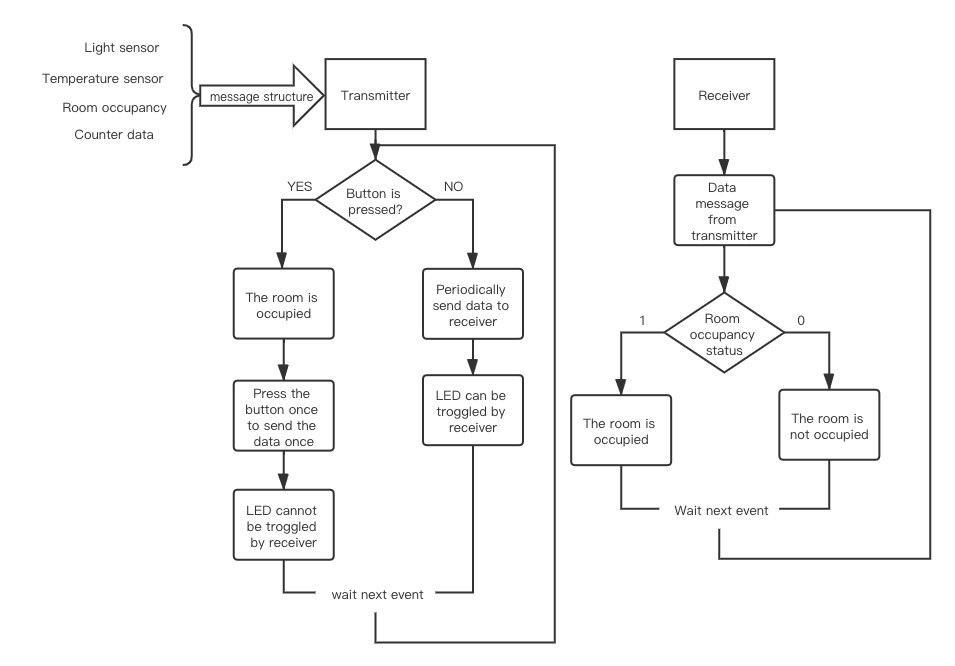 Light sensor
Temperature sensor
Room occupancy
Counter data
message structure
Transmitter
YES
Button is
pressed?
NO
The room is
occupied
Press the
button once
to send the
data once
LED cannot
be troggled
by receiver
Periodically
send data to
receiver
LED can be
troggled by
receiver
wait next event
Receiver
Data
message
from
transmitter
1
Room
occupancy
status
0
The room is
occupied
The room is
not occupied
Wait next event